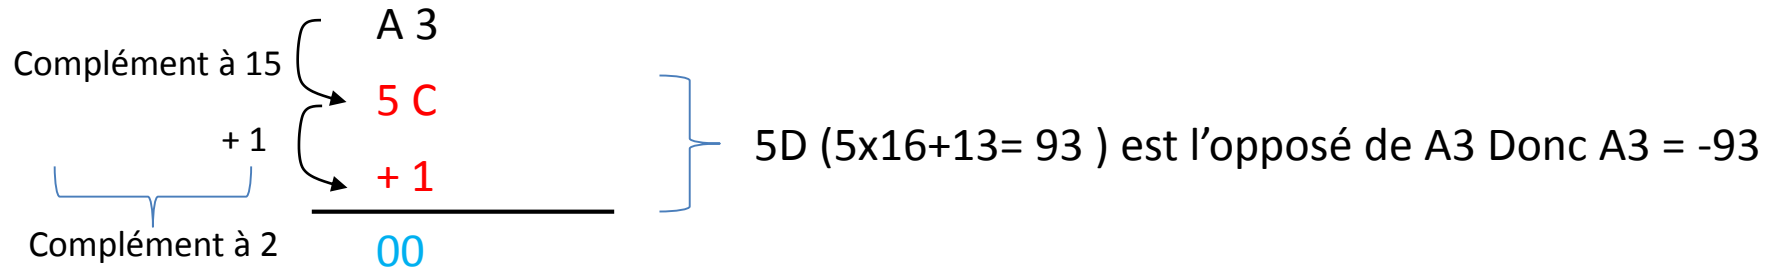 A 3
Complément à 15
5 C
+ 1
5D (5x16+13= 93 ) est l’opposé de A3 Donc A3 = -93
+ 1
Complément à 2
00